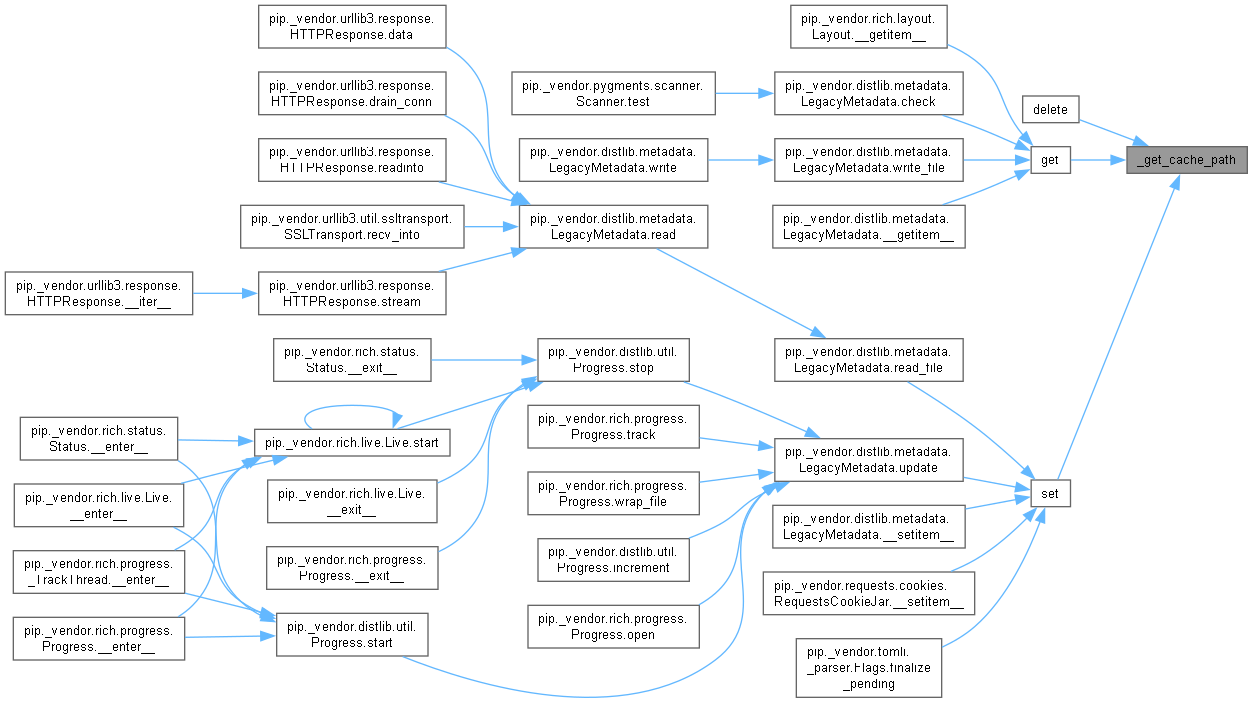 pip._vendor.urllib3.response.
HTTPResponse.data
pip._vendor.rich.layout.
Layout.__getitem__
pip._vendor.urllib3.response.
HTTPResponse.drain_conn
pip._vendor.pygments.scanner.
Scanner.test
pip._vendor.distlib.metadata.
LegacyMetadata.check
delete
pip._vendor.urllib3.response.
HTTPResponse.readinto
pip._vendor.distlib.metadata.
LegacyMetadata.write
pip._vendor.distlib.metadata.
LegacyMetadata.write_file
get
_get_cache_path
pip._vendor.urllib3.util.ssltransport.
SSLTransport.recv_into
pip._vendor.distlib.metadata.
LegacyMetadata.read
pip._vendor.distlib.metadata.
LegacyMetadata.__getitem__
pip._vendor.urllib3.response.
HTTPResponse.__iter__
pip._vendor.urllib3.response.
HTTPResponse.stream
pip._vendor.rich.status.
Status.__exit__
pip._vendor.distlib.util.
Progress.stop
pip._vendor.distlib.metadata.
LegacyMetadata.read_file
pip._vendor.rich.status.
Status.__enter__
pip._vendor.rich.live.Live.start
pip._vendor.rich.progress.
Progress.track
pip._vendor.distlib.metadata.
LegacyMetadata.update
pip._vendor.rich.live.Live.
__enter__
pip._vendor.rich.live.Live.
__exit__
pip._vendor.rich.progress.
Progress.wrap_file
set
pip._vendor.distlib.metadata.
LegacyMetadata.__setitem__
pip._vendor.rich.progress.
_TrackThread.__enter__
pip._vendor.rich.progress.
Progress.__exit__
pip._vendor.distlib.util.
Progress.increment
pip._vendor.requests.cookies.
RequestsCookieJar.__setitem__
pip._vendor.rich.progress.
Progress.__enter__
pip._vendor.distlib.util.
Progress.start
pip._vendor.rich.progress.
Progress.open
pip._vendor.tomli.
_parser.Flags.finalize
_pending